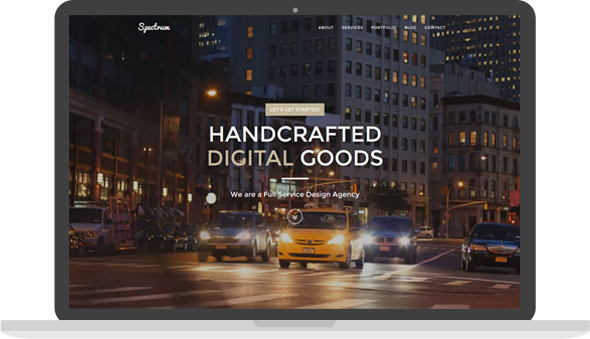 Spectrum
ABOUT SERVICES PORTFOLIO BLOG CONTACT
LET'S GET STARTED!
HANDCRAFTED
DIGITAL GOODS
We are a Full Service Design Agency